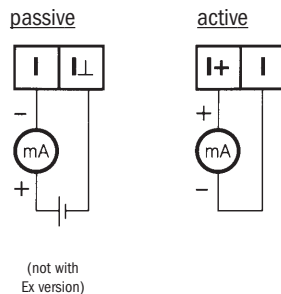 passive active
I I⊥ I+ I
− +
mA mA
+ −
(not with
Ex version)